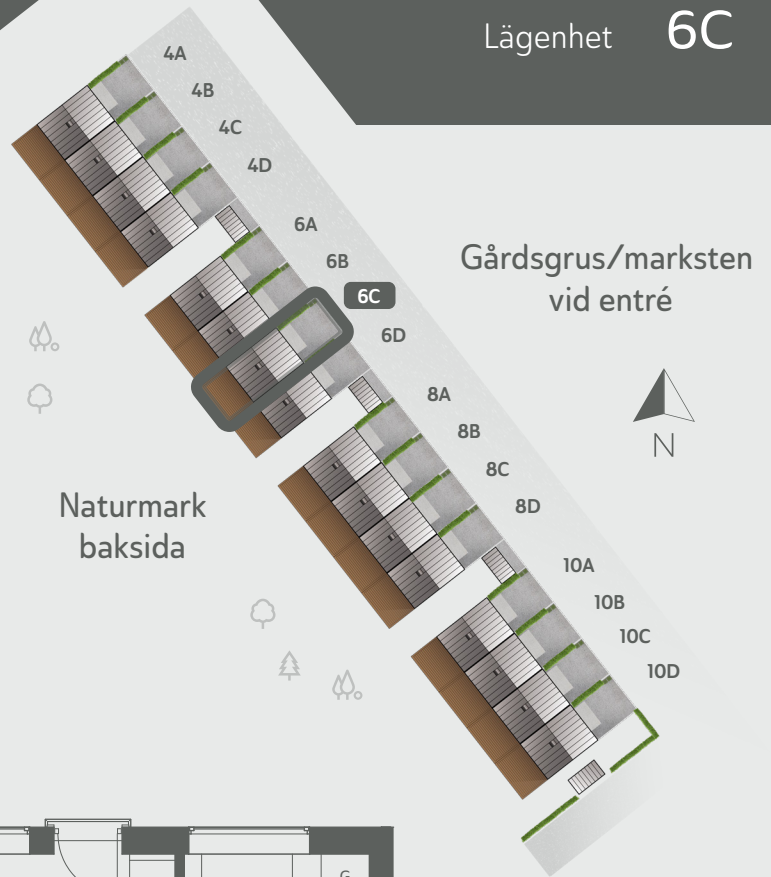 Lägenhet 6C
4A
4B
4C
4D
6A
6B
6C
6D
Gårdsgrus/marksten
vid entré
8A
8B
8C
8D
N
Naturmark
baksida
10A
10B
10C
10D
G